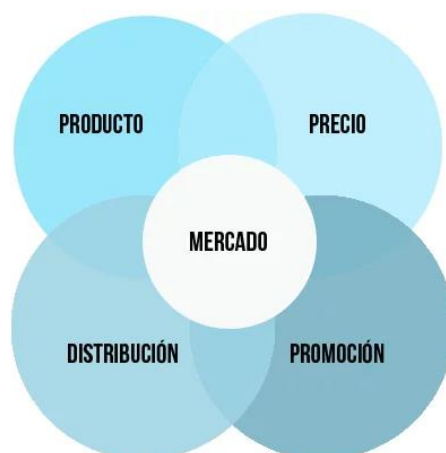 PRODUCTO
PRECIO
MERCADO
DISTRIBUCIÓN
PROMOCIÓN